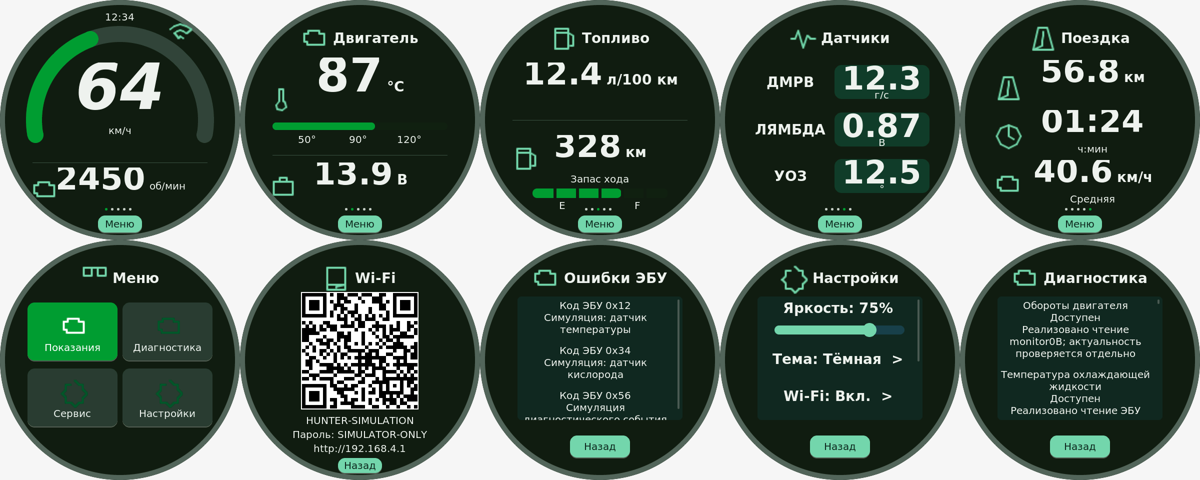 12:34
64
км/ч
2450 об/мин
Меню
Двигатель
87 °C
50° 90° 120°
13.9 В
Меню
Топливо
12.4 л/100 км
328 км
Запас хода
E F
Меню
Датчики
ДМРВ 12.3
г/с
ЛЯМБДА 0.87
В
УОЗ 12.5
°
Меню
Поездка
56.8 км
01:24
ч:мин
40.6 км/ч
Средняя
Меню
Меню
Показания Диагностика
Сервис Настройки
Wi-Fi
HUNTER-SIMULATION
Пароль: SIMULATOR-ONLY
http://192.168.4.1
Назад
Ошибки ЭБУ
Код ЭБУ 0x12
Симуляция: датчик
температуры
Код ЭБУ 0x34
Симуляция: датчик
кислорода
Код ЭБУ 0x56
Симуляция
диагностического события
Назад
Настройки
Яркость: 75%
Тема: Тёмная >
Wi-Fi: Вкл. >
Назад
Диагностика
Обороты двигателя
Доступен
Реализовано чтение
monitor0B; актуальность
проверяется отдельно
Температура охлаждающей
жидкости
Доступен
Реализовано чтение ЭБУ
Назад